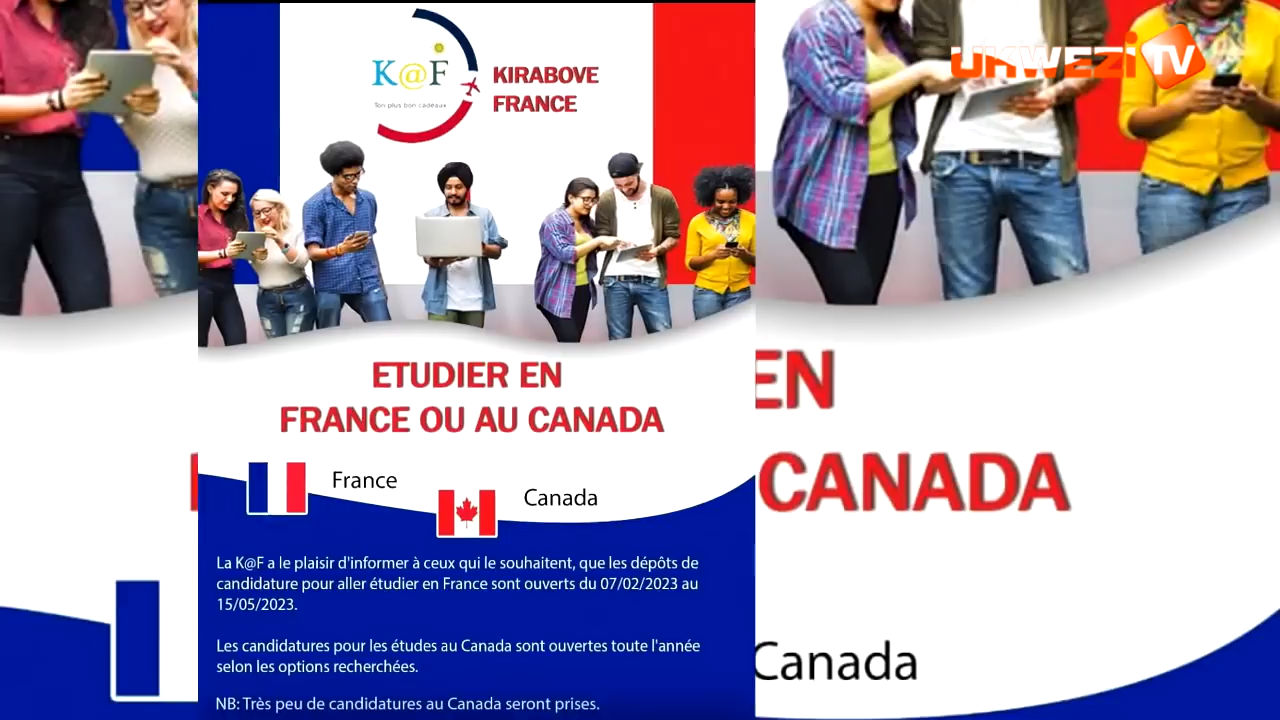 UKWEZI TV
K@F
Ton plus bon cadeaux
KIRABOVE
FRANCE
ETUDIER EN
FRANCE OU AU CANADA
France
Canada
La K@F a le plaisir d'informer à ceux qui le souhaitent, que les dépôts de
candidature pour aller étudier en France sont ouverts du 07/02/2023 au
15/05/2023.
Les candidatures pour les études au Canada sont ouvertes toute l'année
selon les options recherchées.
NB: Très peu de candidatures au Canada seront prises.
EN
CANADA
Canada